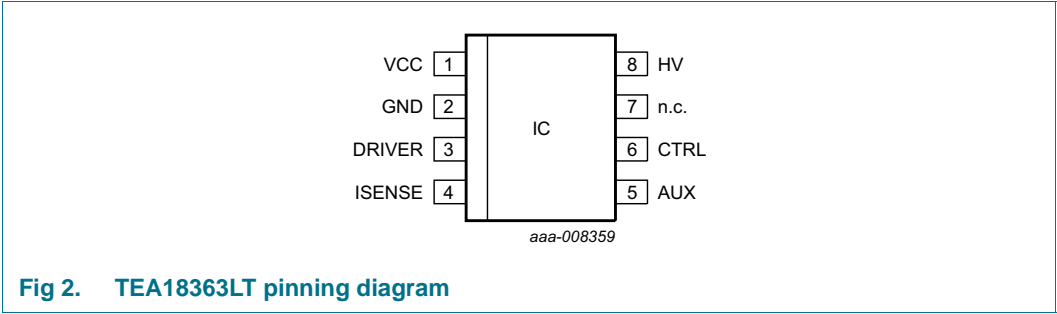 VCC 1 8 HV
GND 2 7 n.c.
IC
DRIVER 3 6 CTRL
ISENSE 4 5 AUX
aaa-008359
Fig 2. TEA18363LT pinning diagram